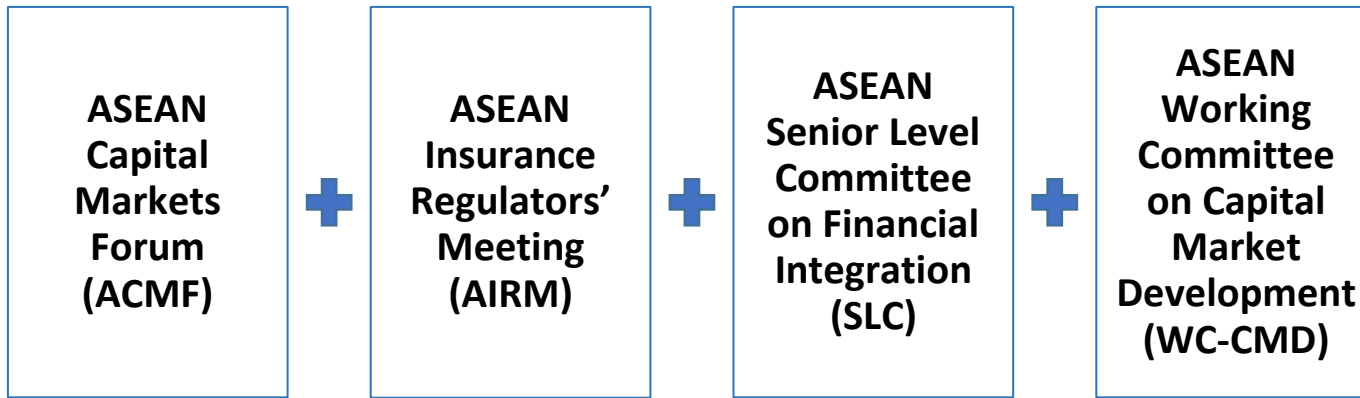 ASEAN
Capital
Markets
Forum
(ACMF)
ASEAN
Insurance
Regulators’
Meeting
(AIRM)
ASEAN
Senior Level
Committee
on Financial
Integration
(SLC)
ASEAN
Working
Committee
on Capital
Market
Development
(WC-CMD)